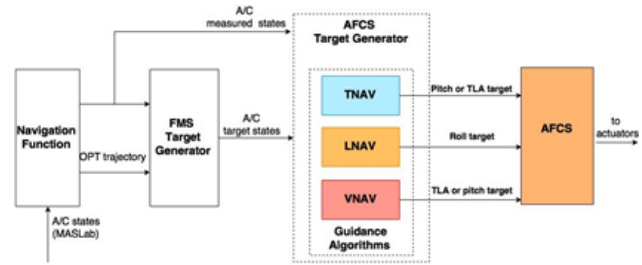 A/C
measured states
AFCS
Target Generator
Navigation
Function
OPT trajectory
A/C states
(MASLab)
FMS
Target
Generator
A/C
target states
TNAV
LNAV
VNAV
Guidance
Algorithms
Pitch or TLA target
Roll target
TLA or pitch target
AFCS
to
actuators